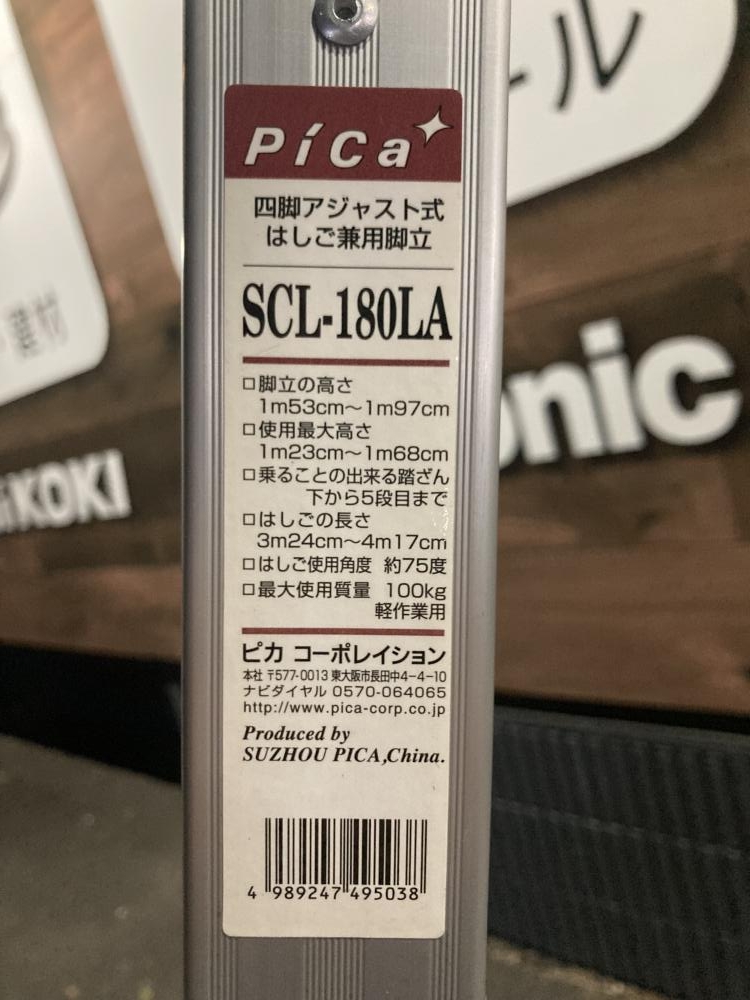 PiCa
四脚アジャスト式
はしご兼用脚立
SCL-180LA
□脚立の高さ
1m53cm～1m97cm
□使用最大高さ
1m23cm～1m68cm
□乗ることの出来る踏ざん
下から5段目まで
□はしごの長さ
3m24cm～4m17cm
□はしご使用角度 約75度
□最大使用質量 100kg
軽作業用
ピカ コーポレイション
本社 〒577-0013 東大阪市長田中4-4-10
ナビダイヤル 0570-064065
http://www.pica-corp.co.jp
Produced by
SUZHOU PICA,China.
4 989247 495038
ール
nic
KOKI